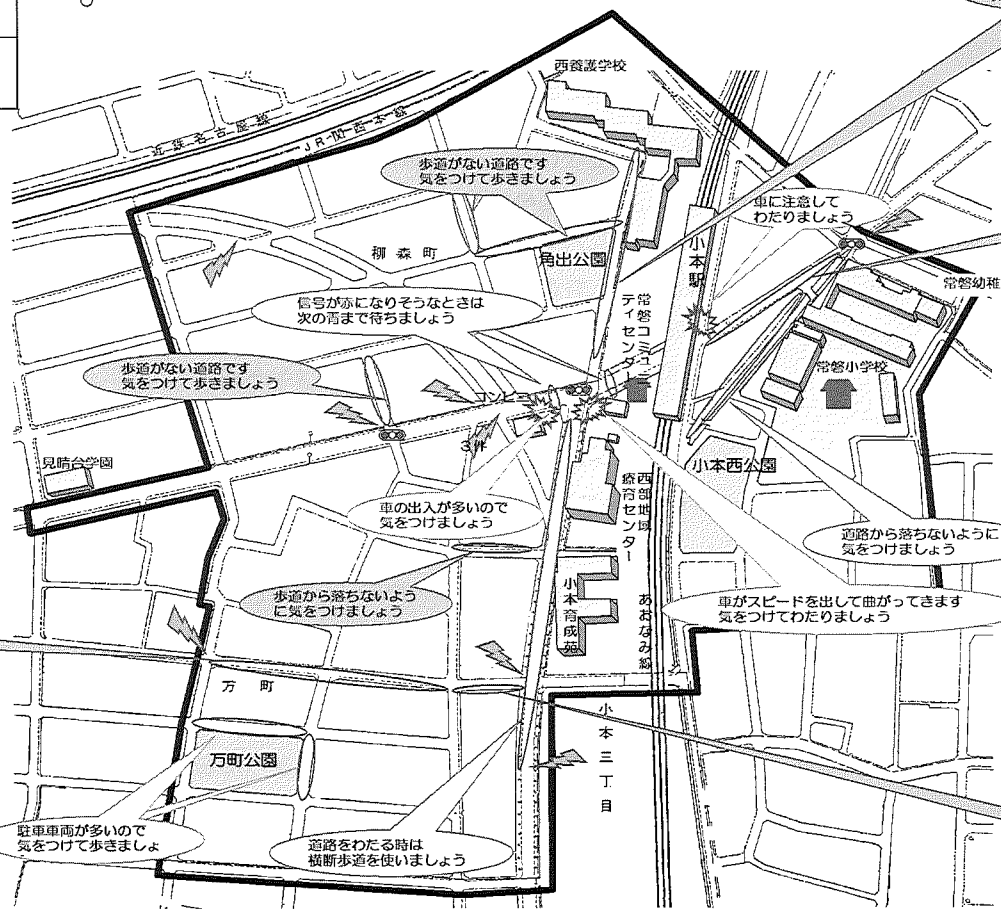 西養護学校
近鉄名古屋線
JR関西本線
歩道がない道路です
気をつけて歩きましょう
車に注意して
わたりましょう
柳森町
角出公園
小本駅
常磐幼稚
信号が赤になりそうなときは
次の青まで待ちましょう
常磐コミュニ
ティセンター
歩道がない道路です
気をつけて歩きましょう
常磐小学校
コンビニ
3件
見晴台学園
小本西公園
車の出入が多いので
気をつけましょう
西部地域
療育センター
道路から落ちないように
気をつけましょう
歩道から落ちないよう
に気をつけましょう
小本育成苑
あおなみ線
車がスピードを出して曲がってきます
気をつけてわたりましょう
万町
小本三丁目
万町公園
駐車車両が多いので
気をつけて歩きましょ
道路をわたる時は
横断歩道を使いましょう